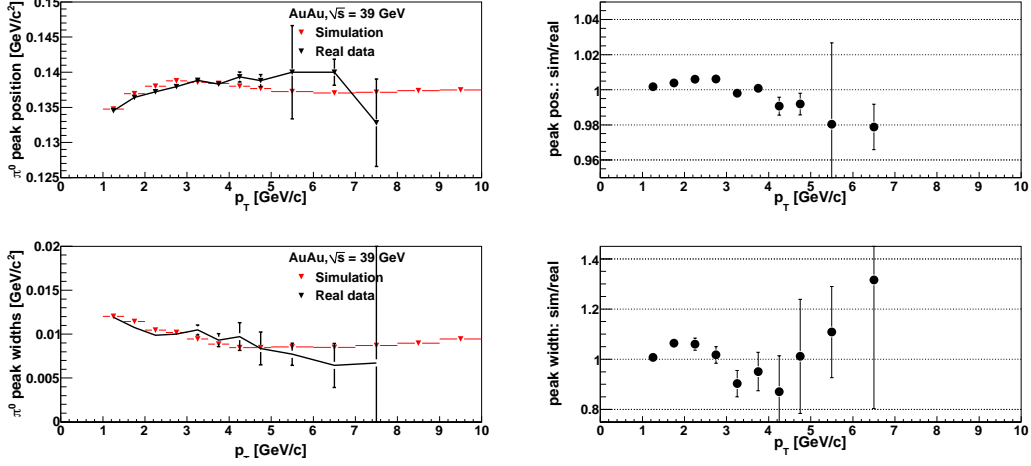 0.15
0.145
0.14
0.135
0.13
0.125
π⁰ peak position [GeV/c²]
AuAu,√s = 39 GeV
Simulation
Real data
0 1 2 3 4 5 6 7 8 9 10
p_T [GeV/c]
1.04
1.02
1
0.98
0.96
peak pos.: sim/real
0 1 2 3 4 5 6 7 8 9 10
p_T [GeV/c]
0.02
0.015
0.01
0.005
0
π⁰ peak widths [GeV/c²]
AuAu,√s = 39 GeV
Simulation
Real data
0 1 2 3 4 5 6 7 8 9 10
p_T [GeV/c]
1.4
1.2
1
0.8
peak width: sim/real
0 1 2 3 4 5 6 7 8 9 10
p_T [GeV/c]